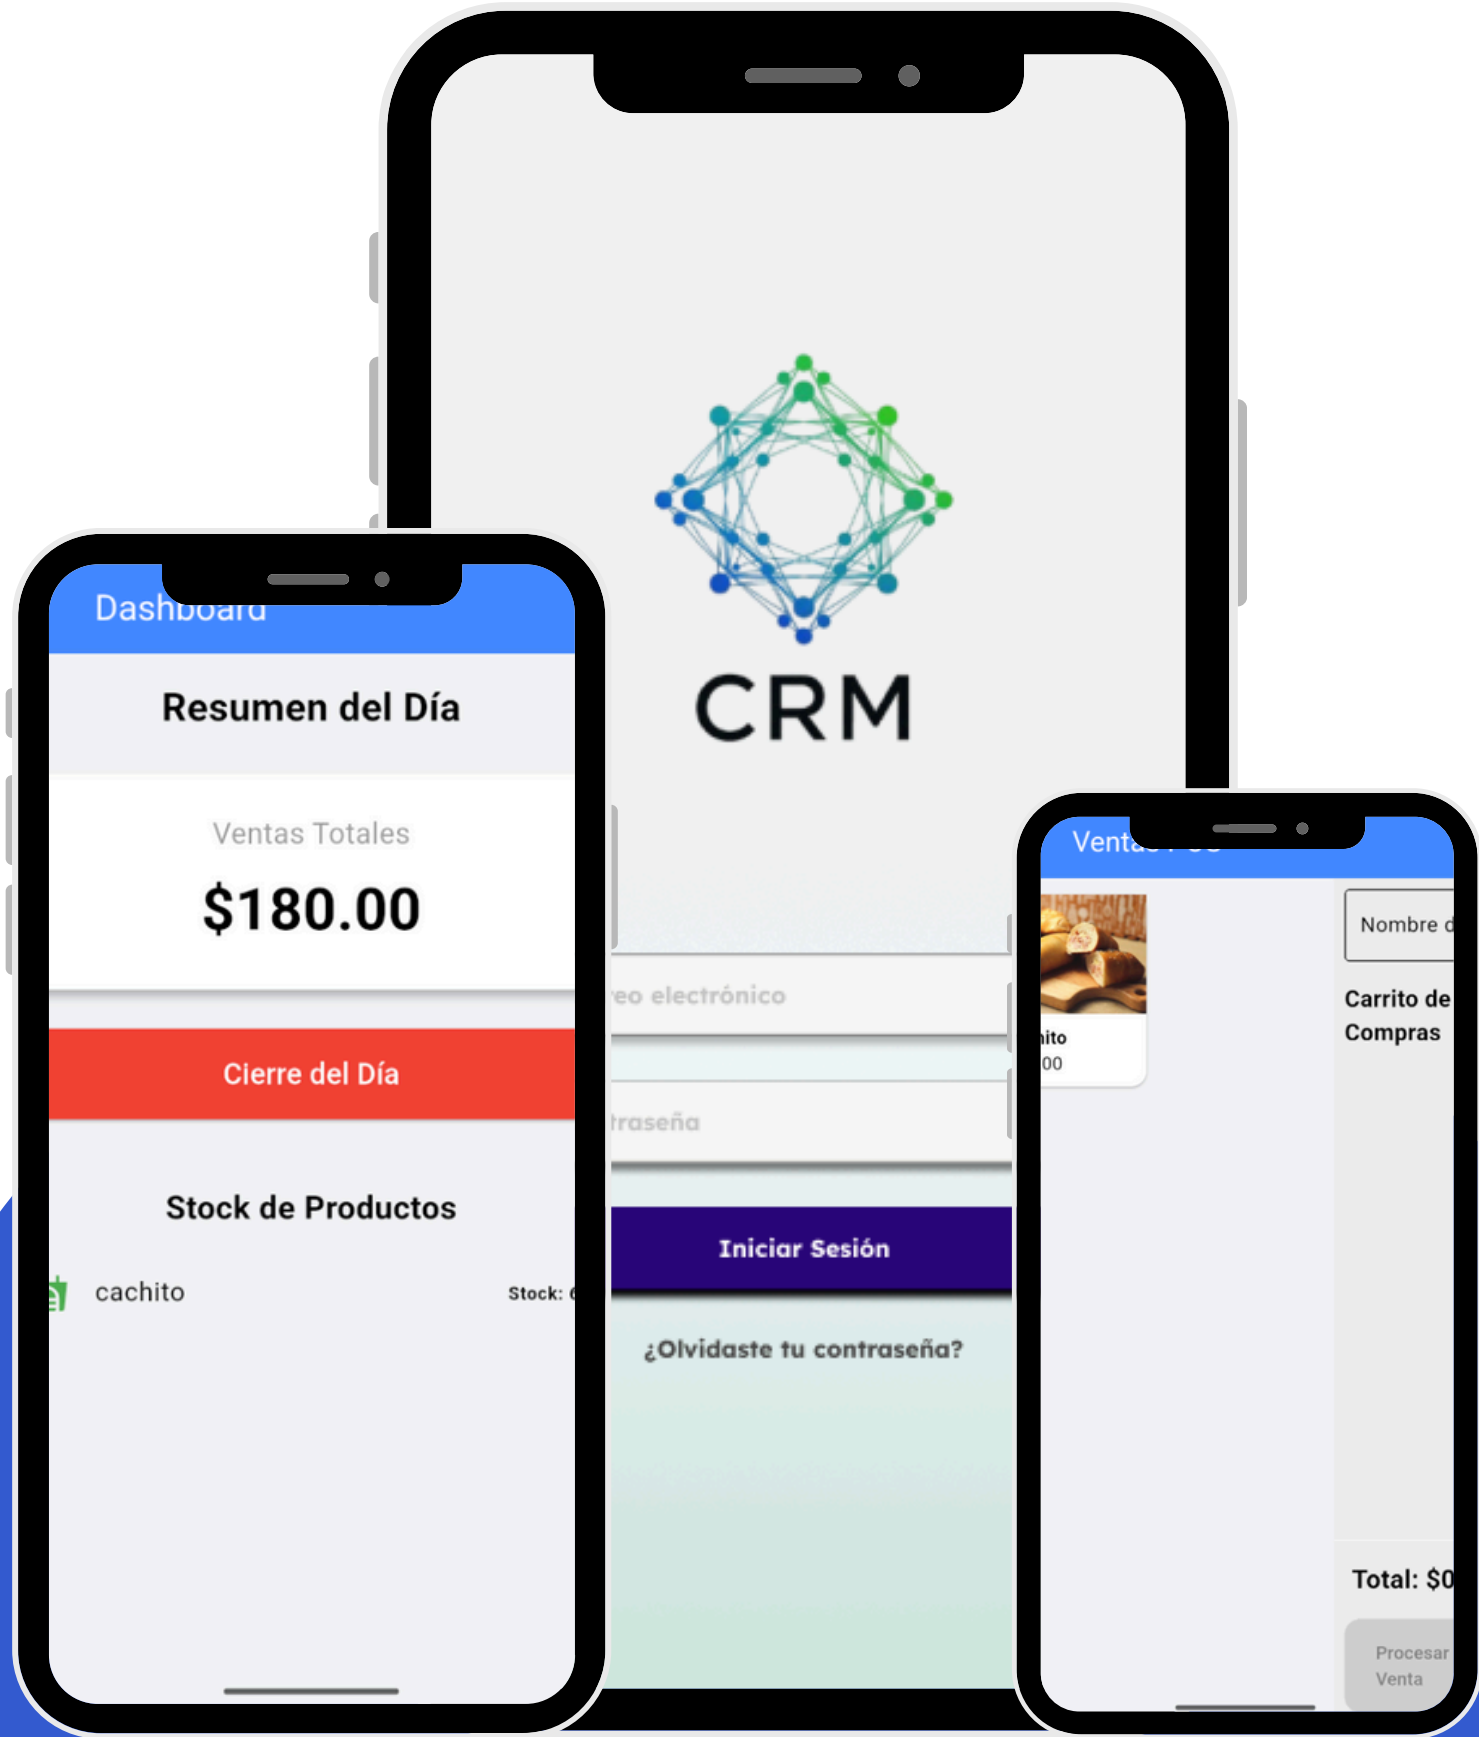 CRM
electrónico
Iniciar Sesión
¿Olvidaste tu contraseña?
Dashboard
Resumen del Día
Ventas Totales
$180.00
Cierre del Día
Stock de Productos
cachito
Stock:
Nombre
Carrito de
Compras
Total: $0
Procesar
Venta